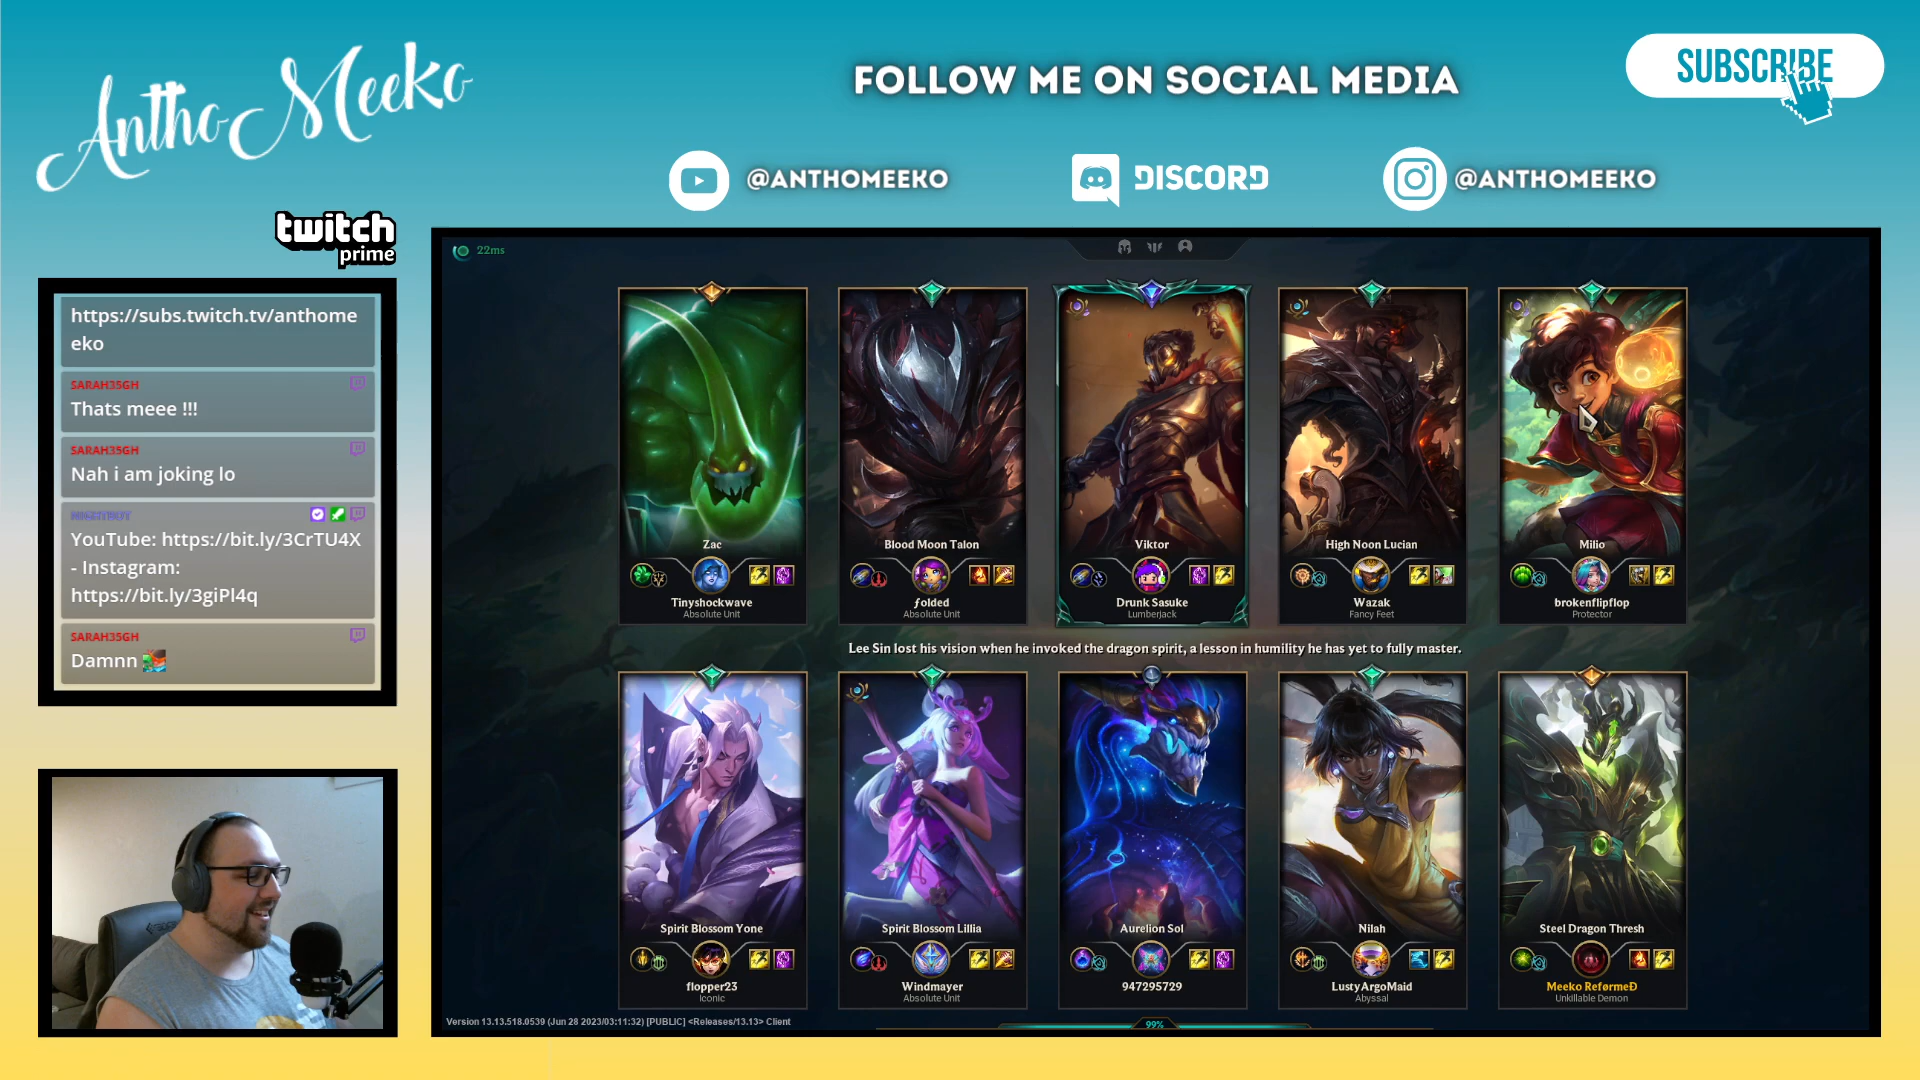 Antho Meeko
FOLLOW ME ON SOCIAL MEDIA
SUBSCRIBE
@ANTHOMEEKO
DISCORD
@ANTHOMEEKO
twitch
prime
https://subs.twitch.tv/anthome
eko
SARAH35GH
Thats meee !!!
SARAH35GH
Nah i am joking lo
NIGHTBOT
YouTube: https://bit.ly/3CrTU4X
- Instagram:
https://bit.ly/3giPl4q
SARAH35GH
Damnn
22ms
Zac
Tinyshockwave
Absolute Unit
Blood Moon Talon
ƒolded
Absolute Unit
Viktor
Drunk Sasuke
Lumberjack
High Noon Lucian
Wazak
Fancy Feet
Milio
brokenflipflop
Protector
Lee Sin lost his vision when he invoked the dragon spirit, a lesson in humility he has yet to fully master.
Spirit Blossom Yone
flopper23
Iconic
Spirit Blossom Lillia
Windmayer
Absolute Unit
Aurelion Sol
947295729
Nilah
LustyArgoMaid
Abyssal
Steel Dragon Thresh
Meeko ReførmeÐ
Unkillable Demon
Version 13.13.518.0539 (Jun 28 2023/03:11:32) [PUBLIC] <Releases/13.13> Client
99%